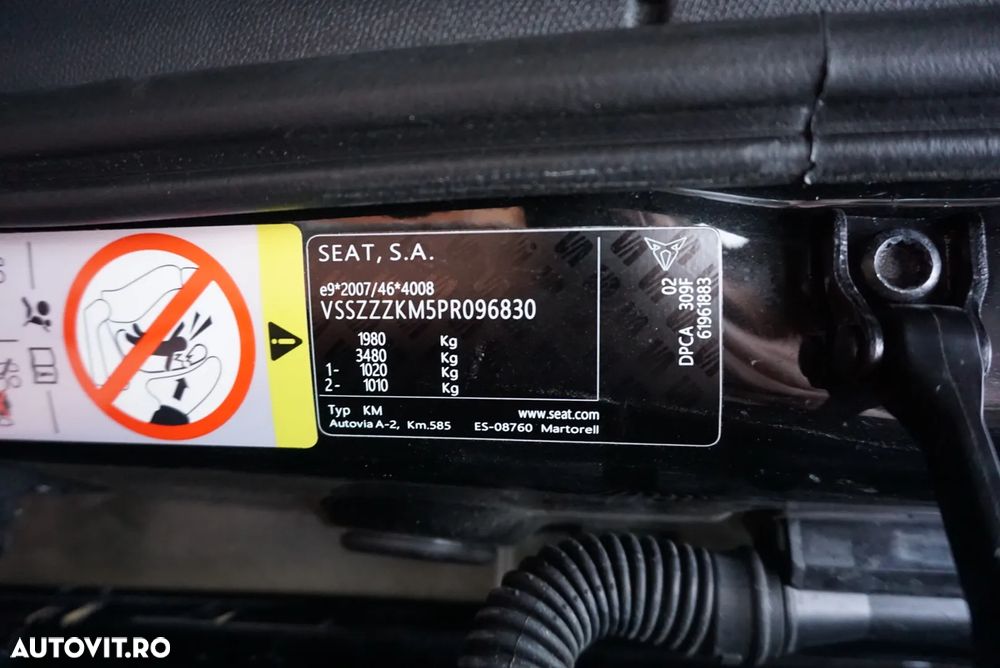 SEAT, S.A.
e9*2007/46*4008
VSSZZZKM5PR096830
1980 Kg
3480 Kg
1- 1020 Kg
2- 1010 Kg
Typ KM www.seat.com
Autovia A-2, Km.585 ES-08760 Martorell
02
DPCA 309F
61961883
AUTOVIT.RO